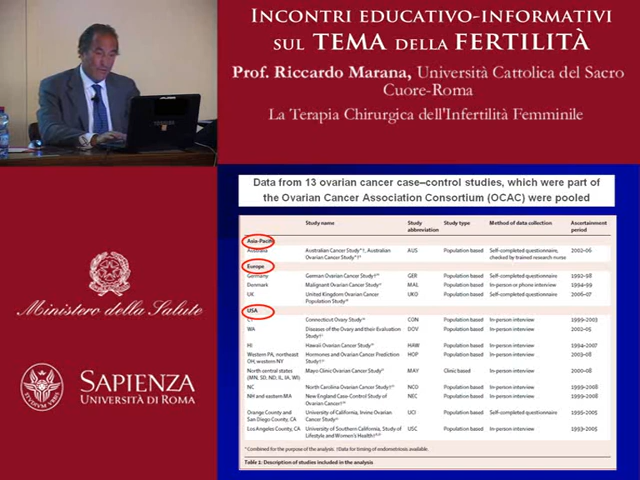 INCONTRI EDUCATIVO-INFORMATIVI
SUL TEMA DELLA FERTILITÀ
Prof. Riccardo Marana, Università Cattolica del Sacro
Cuore-Roma
La Terapia Chirurgica dell'Infertilità Femminile
Ministero della Salute
SAPIENZA
UNIVERSITÀ DI ROMA
Data from 13 ovarian cancer case–control studies, which were part of
the Ovarian Cancer Association Consortium (OCAC) were pooled
Study name Study abbreviation Study type Method of data collection Ascertainment period
Asia-Pacific
Australia Australian Cancer Study, Australian Ovarian Cancer Study AUS Population based Self-completed questionnaire, checked by trained research nurse 2002-06
Europe
Germany German Ovarian Cancer Study GER Population based Self-completed questionnaire 1992-98
Denmark Malignant Ovarian Cancer Study MAL Population based In-person or phone interview 1994-99
UK United Kingdom Ovarian Cancer Population Study UKO Population based Self-completed questionnaire 2006-07
USA
Connecticut Ovary Study CON Population based In-person interview 1999-2003
WA Diseases of the Ovary and their Evaluation Study DOV Population based In-person interview 2002-05
HI Hawaii Ovarian Cancer Study HAW Population based In-person interview 1994-2007
Western PA, northeast OH, western NY Hormones and Ovarian Cancer Prediction Study HOP Population based In-person interview 2003-08
North central states (MN, SD, ND, IL, IA, WI) Mayo Clinic Ovarian Cancer Study MAY Clinic based In-person interview 2000-08
NC North Carolina Ovarian Cancer Study NCO Population based In-person interview 1999-2008
NH and eastern MA New England Case-Control Study of Ovarian Cancer NEC Population based In-person interview 1999-2008
Orange County and San Diego County, CA University of California, Irvine Ovarian Cancer Study UCI Population based Self-completed questionnaire 1995-2005
Los Angeles County, CA University of Southern California, Study of Lifestyle and Women's Health USC Population based In-person interview 1993-2005
*Combined for the purpose of the analysis. †Data for timing of endometriosis available.
Table 2: Description of studies included in the analysis